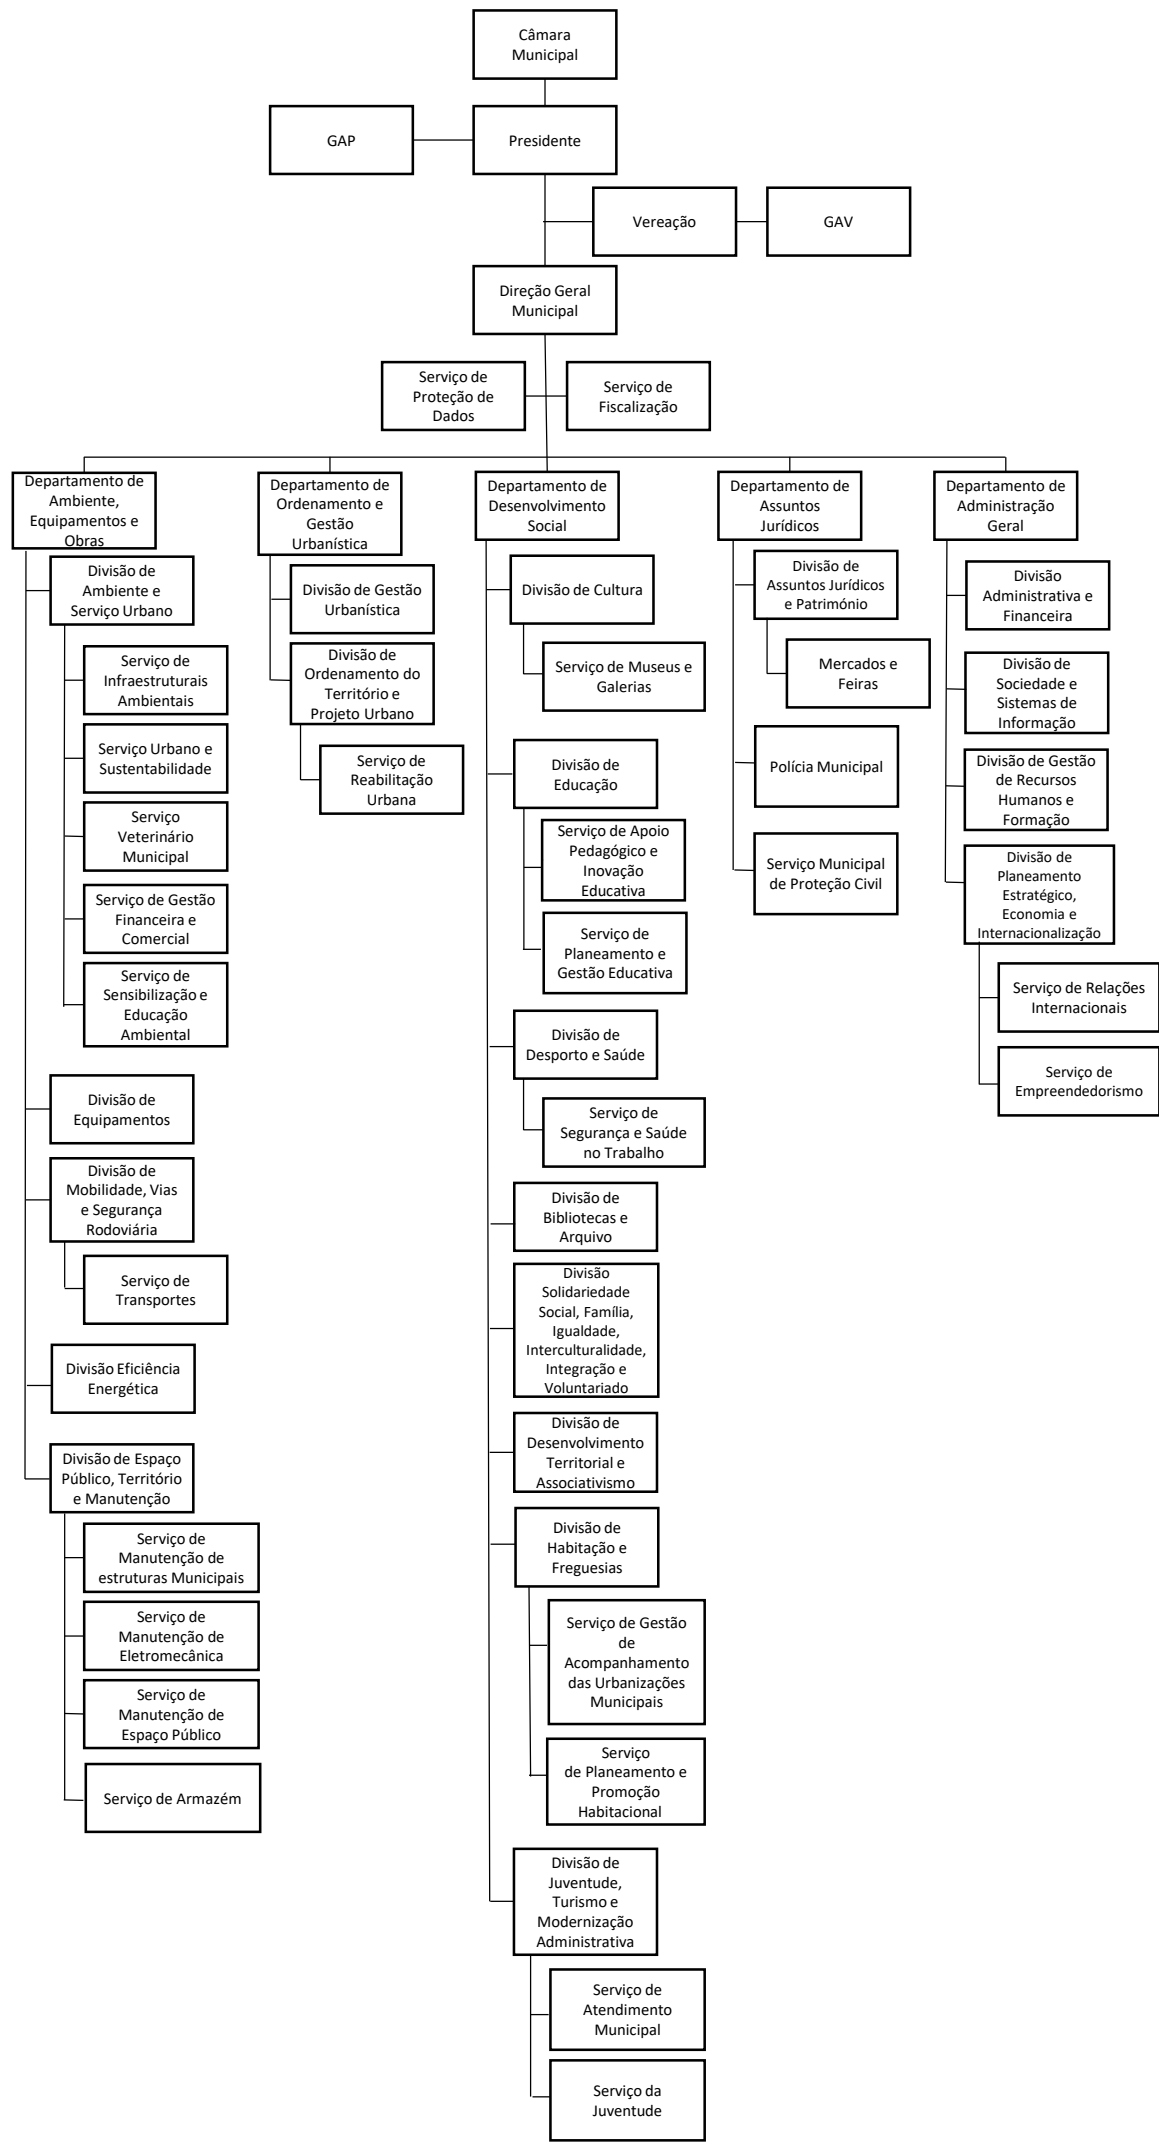 Câmara
Municipal
GAP
Presidente
Vereação
GAV
Direção Geral
Municipal
Serviço de
Proteção de
Dados
Serviço de
Fiscalização
Departamento de
Ambiente,
Equipamentos e
Obras
Divisão de
Ambiente e
Serviço Urbano
Serviço de
Infraestruturais
Ambientais
Serviço Urbano e
Sustentabilidade
Serviço
Veterinário
Municipal
Serviço de Gestão
Financeira e
Comercial
Serviço de
Sensibilização e
Educação
Ambiental
Divisão de
Equipamentos
Divisão de
Mobilidade, Vias
e Segurança
Rodoviária
Serviço de
Transportes
Divisão Eficiência
Energética
Divisão de Espaço
Público, Território
e Manutenção
Serviço de
Manutenção de
estruturas Municipais
Serviço de
Manutenção de
Eletromecânica
Serviço de
Manutenção de
Espaço Público
Serviço de Armazém
Departamento de
Ordenamento e
Gestão
Urbanística
Divisão de Gestão
Urbanística
Divisão de
Ordenamento do
Território e
Projeto Urbano
Serviço de
Reabilitação
Urbana
Departamento de
Desenvolvimento
Social
Divisão de Cultura
Serviço de Museus e
Galerias
Divisão de
Educação
Serviço de Apoio
Pedagógico e
Inovação
Educativa
Serviço de
Planeamento e
Gestão Educativa
Divisão de
Desporto e Saúde
Serviço de
Segurança e Saúde
no Trabalho
Divisão de
Bibliotecas e
Arquivo
Divisão
Solidariedade
Social, Família,
Igualdade,
Interculturalidade,
Integração e
Voluntariado
Divisão de
Desenvolvimento
Territorial e
Associativismo
Divisão de
Habitação e
Freguesias
Serviço de Gestão
de
Acompanhamento
das Urbanizações
Municipais
Serviço
de Planeamento e
Promoção
Habitacional
Divisão de
Juventude,
Turismo e
Modernização
Administrativa
Serviço de
Atendimento
Municipal
Serviço da
Juventude
Departamento de
Assuntos
Jurídicos
Divisão de
Assuntos Jurídicos
e Património
Mercados e
Feiras
Polícia Municipal
Serviço Municipal
de Proteção Civil
Departamento de
Administração
Geral
Divisão
Administrativa e
Financeira
Divisão de
Sociedade e
Sistemas de
Informação
Divisão de Gestão
de Recursos
Humanos e
Formação
Divisão de
Planeamento
Estratégico,
Economia e
Internacionalização
Serviço de Relações
Internacionais
Serviço de
Empreendedorismo